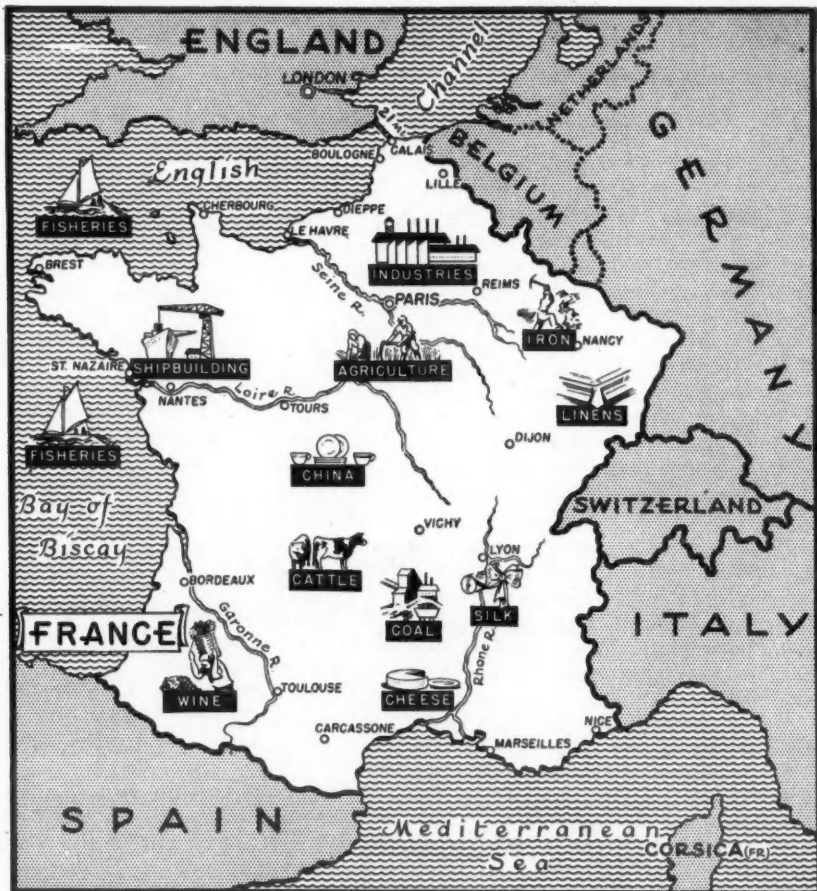 ENGLAND
LONDON
Channel
NETHERLANDS
GERMANY
21 mi.
CALAIS
BOULOGNE
BELGIUM
LILLE
English
FISHERIES
CHERBOURG
DIEPPE
LE HAVRE
BREST
INDUSTRIES
Seine R.
REIMS
PARIS
IRON
NANCY
ST. NAZAIRE
SHIPBUILDING
AGRICULTURE
NANTES
Loire R.
TOURS
LINENS
FISHERIES
DIJON
CHINA
Bay of
Biscay
SWITZERLAND
VICHY
LYON
BORDEAUX
CATTLE
COAL
SILK
FRANCE
Garonne R.
ITALY
Rhone R.
WINE
TOULOUSE
CHEESE
CARCASSONE
MARSEILLES
NICE
SPAIN
Mediterranean
Sea
CORSICA (FR)